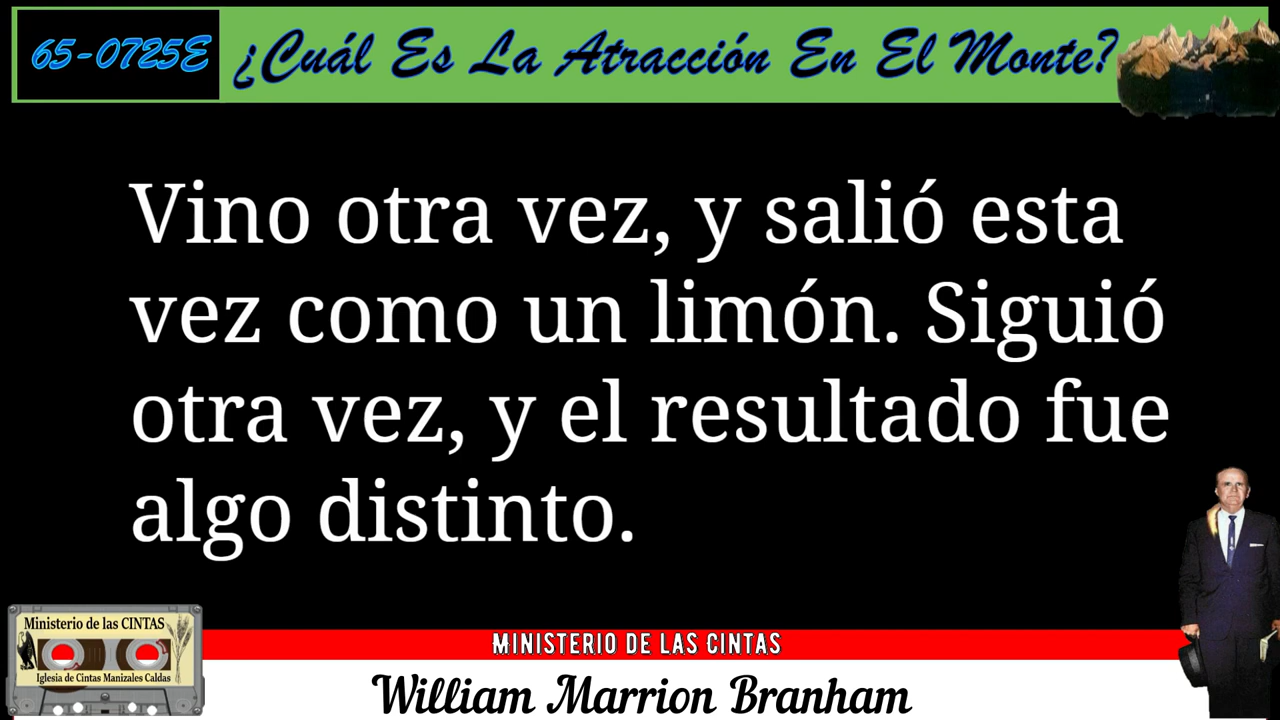 65-0725E ¿Cuál Es La Atracción En El Monte?
Vino otra vez, y salió esta
vez como un limón. Siguió
otra vez, y el resultado fue
algo distinto.
Ministerio de las CINTAS
Iglesia de Cintas Manizales Caldas
MINISTERIO DE LAS CINTAS
William Marrion Branham